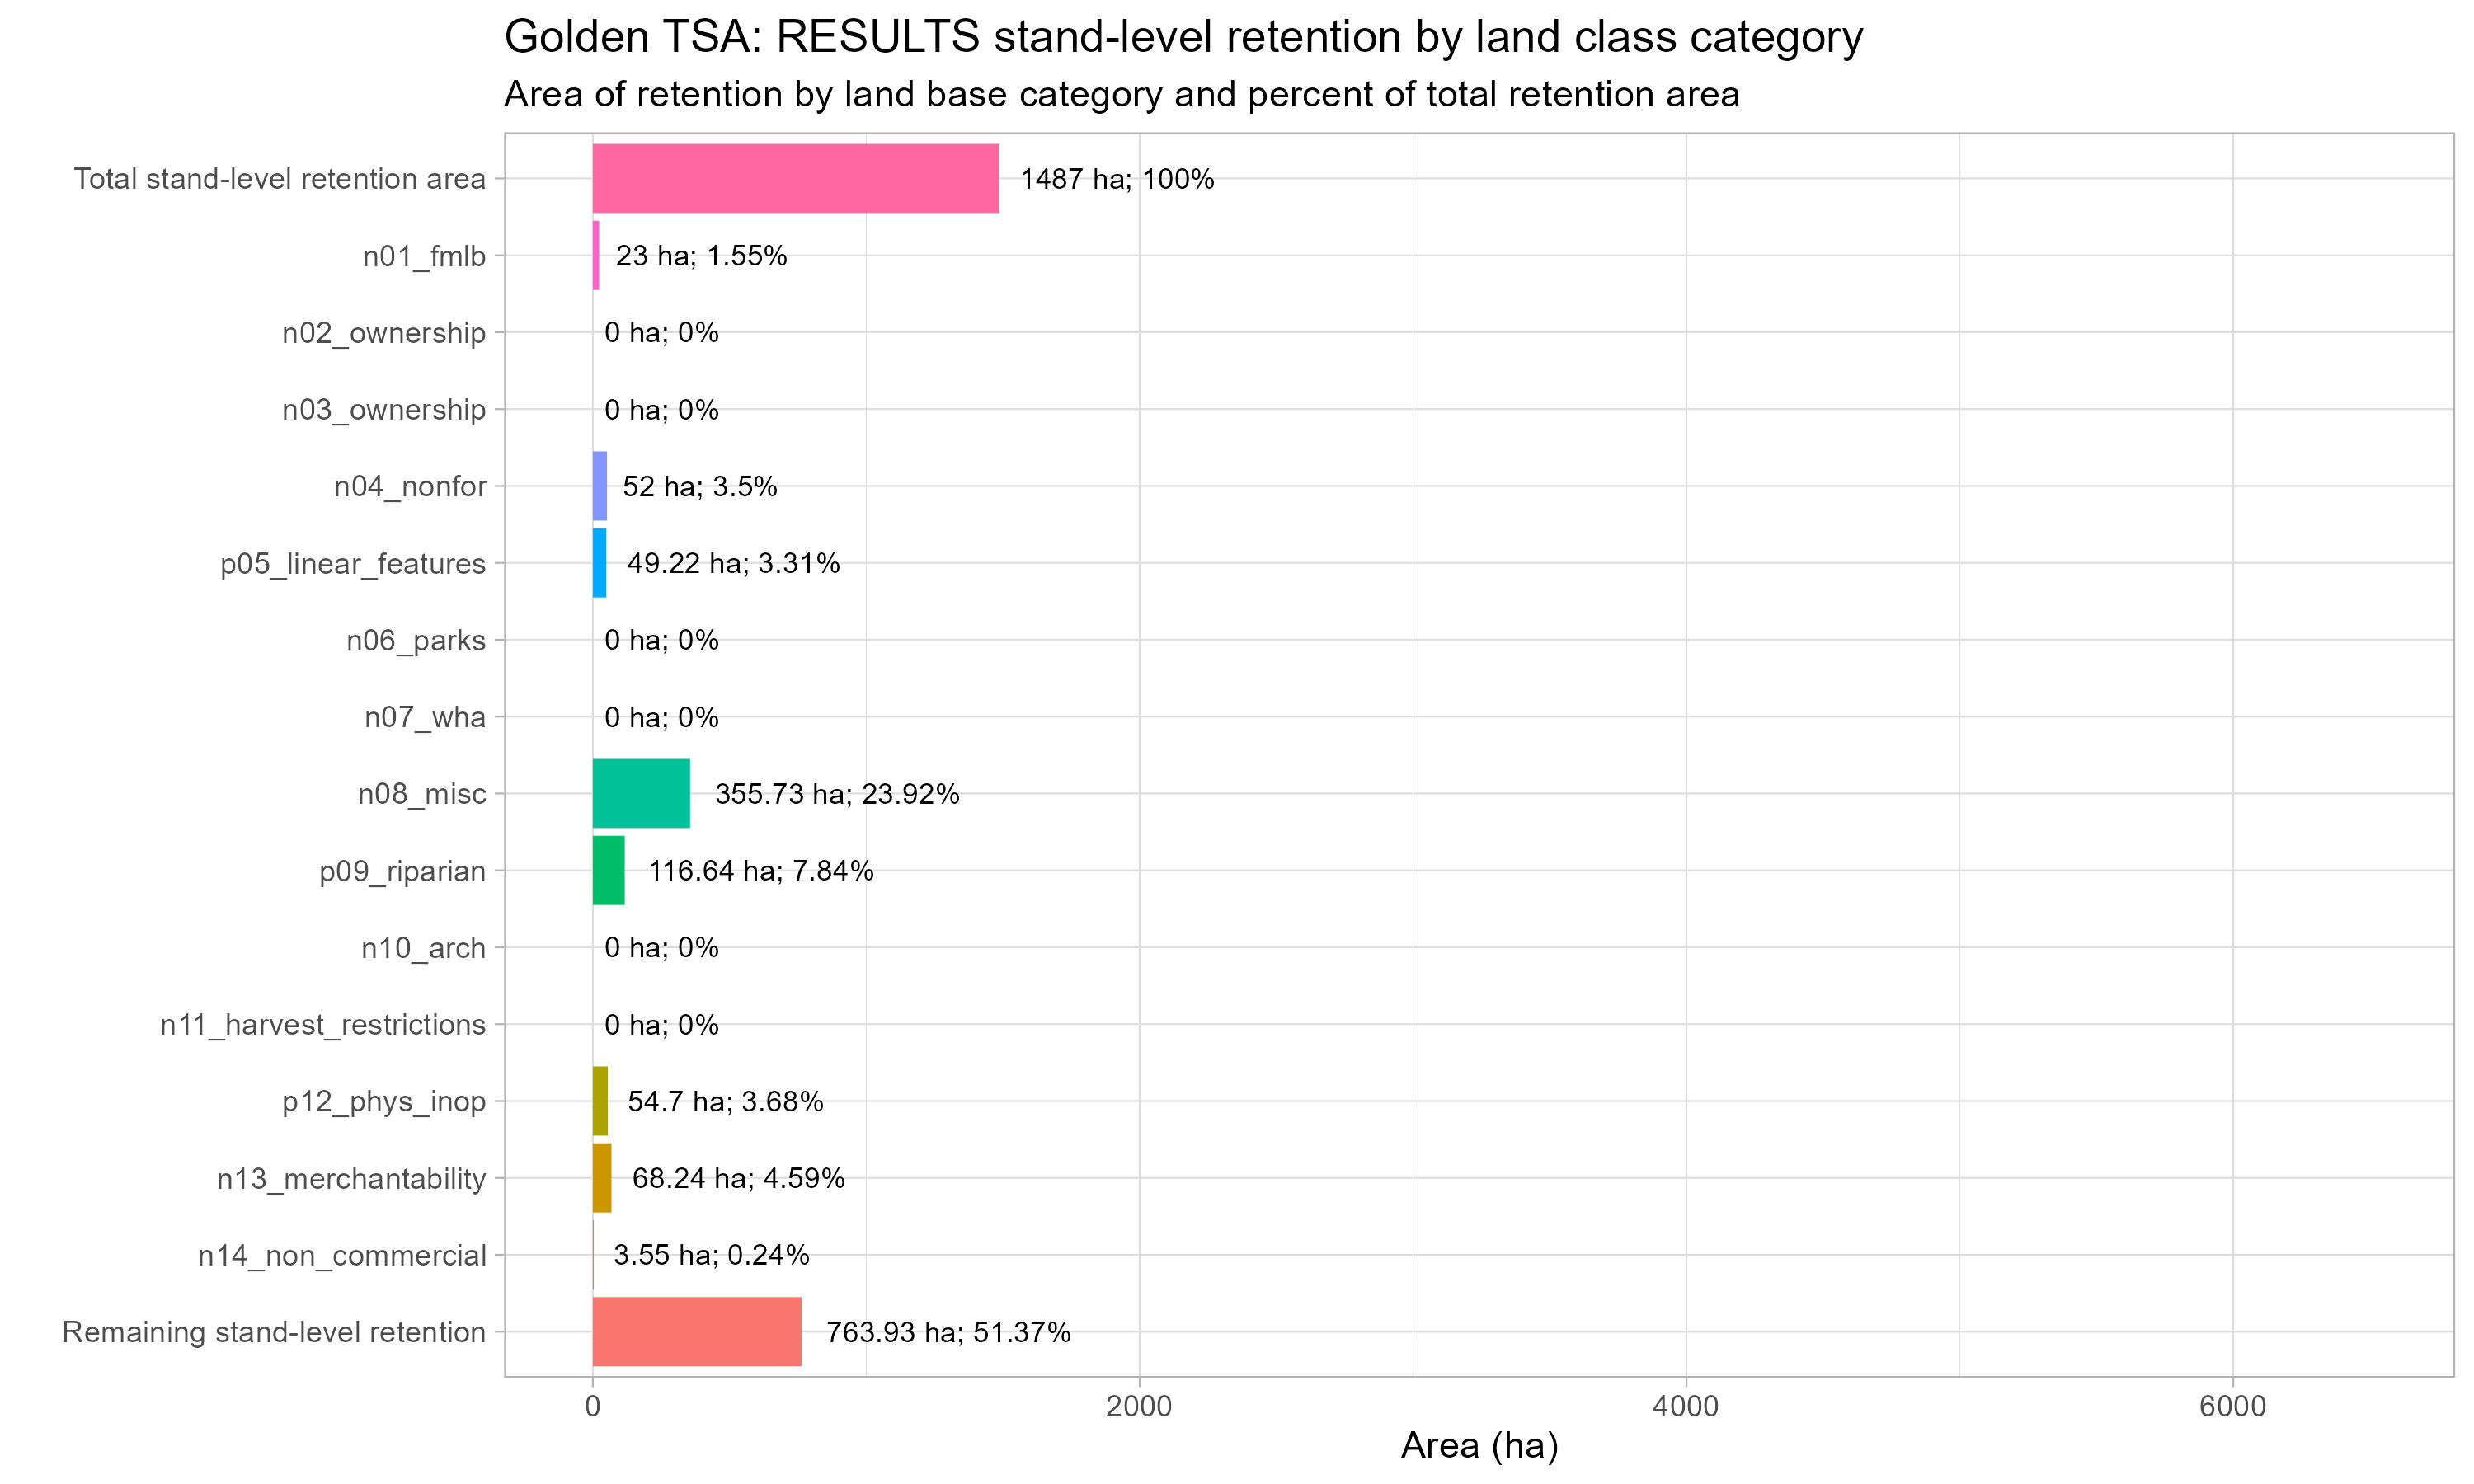 Golden TSA: RESULTS stand-level retention by land class category
Area of retention by land base category and percent of total retention area
Total stand-level retention area 1487 ha; 100%
n01_fmlb 23 ha; 1.55%
n02_ownership 0 ha; 0%
n03_ownership 0 ha; 0%
n04_nonfor 52 ha; 3.5%
p05_linear_features 49.22 ha; 3.31%
n06_parks 0 ha; 0%
n07_wha 0 ha; 0%
n08_misc 355.73 ha; 23.92%
p09_riparian 116.64 ha; 7.84%
n10_arch 0 ha; 0%
n11_harvest_restrictions 0 ha; 0%
p12_phys_inop 54.7 ha; 3.68%
n13_merchantability 68.24 ha; 4.59%
n14_non_commercial 3.55 ha; 0.24%
Remaining stand-level retention 763.93 ha; 51.37%
0 2000 4000 6000
Area (ha)